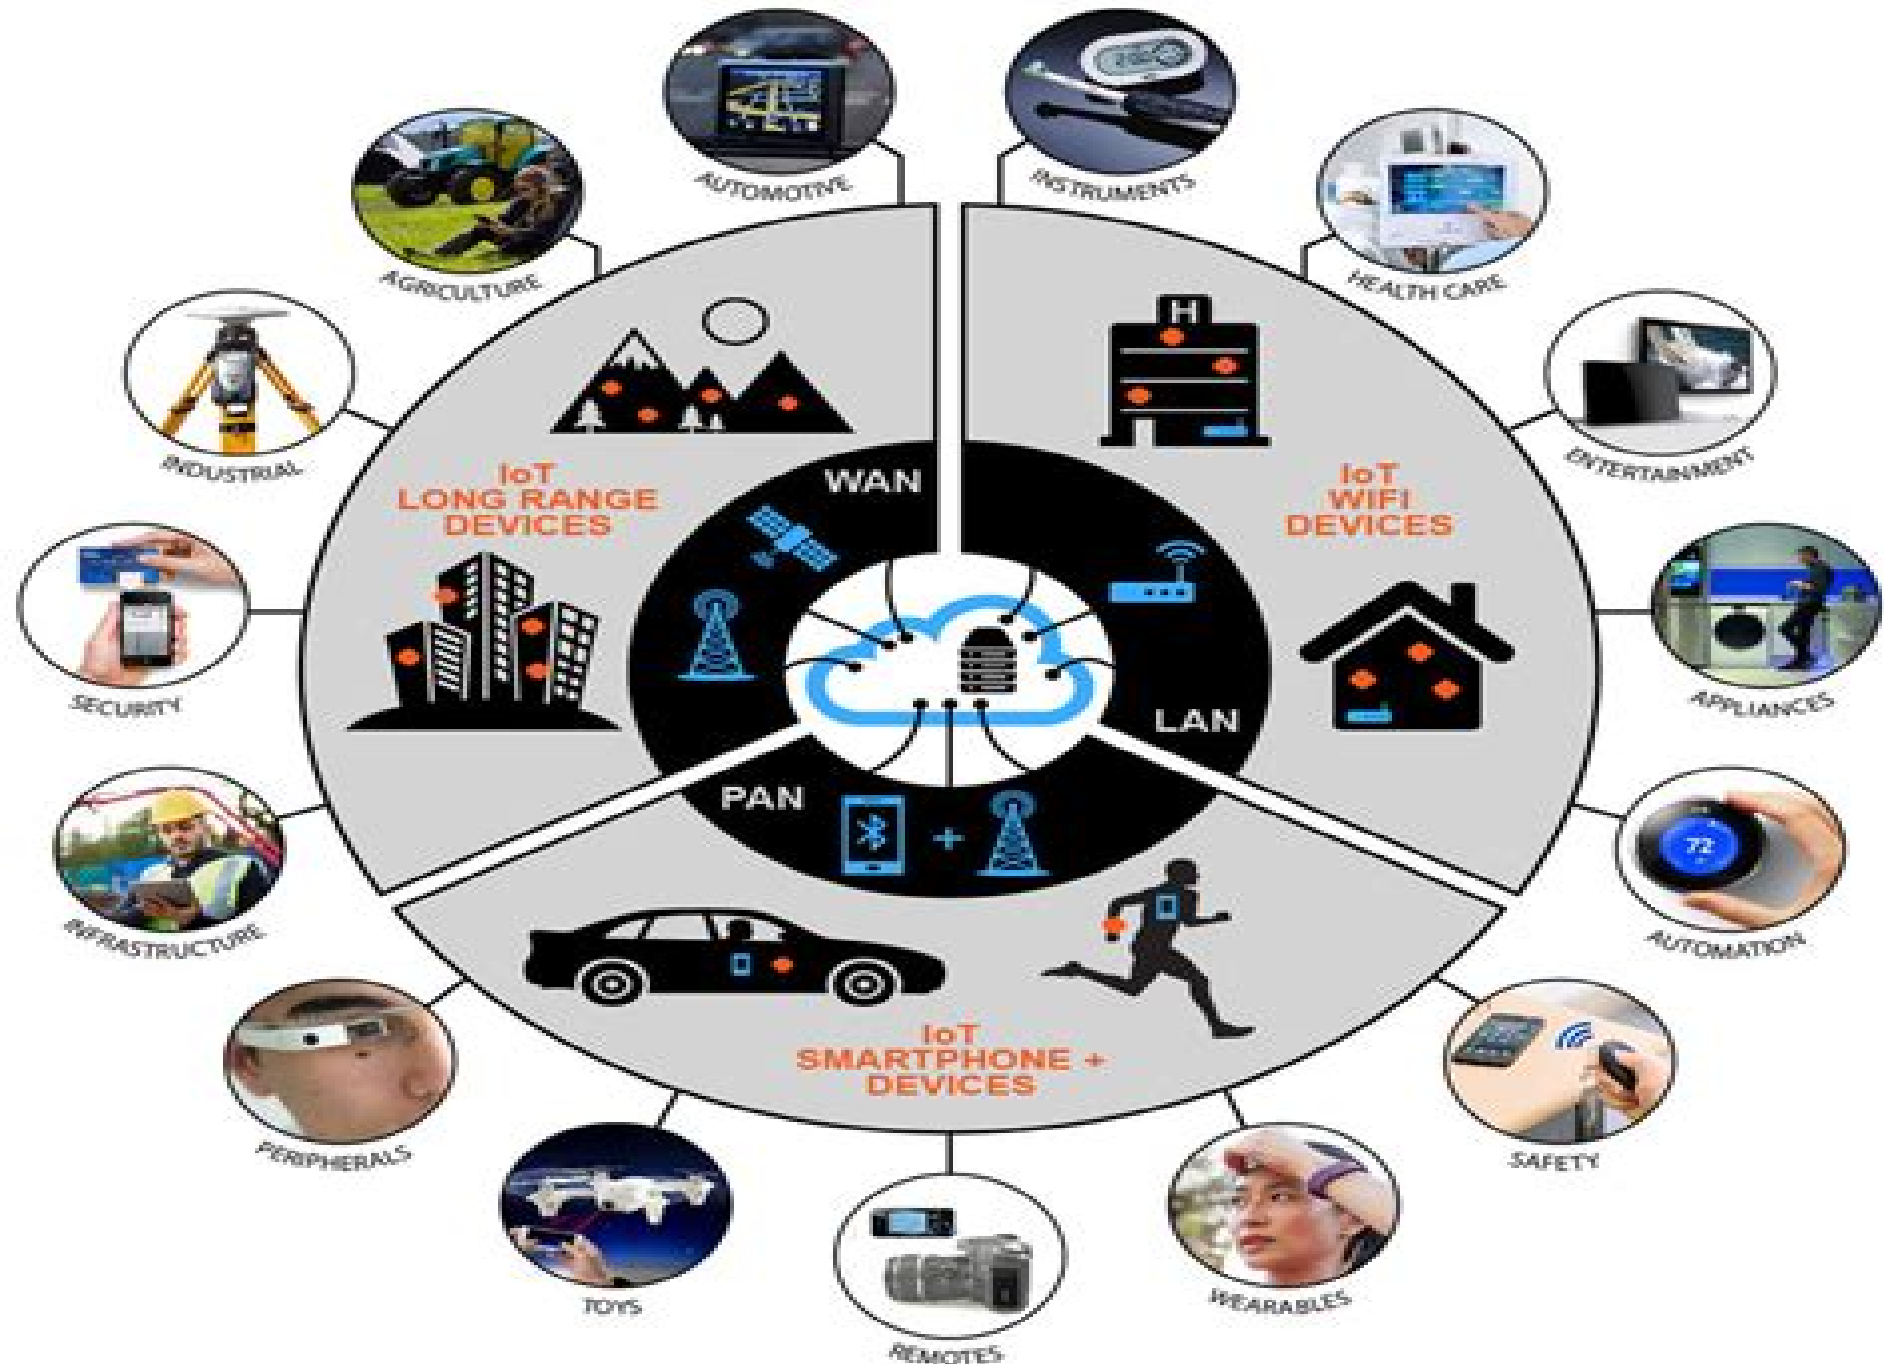 AUTOMOTIVE
INSTRUMENTS
AGRICULTURE
HEALTH CARE
INDUSTRIAL
ENTERTAINMENT
H
WAN
IoT
LONG RANGE
DEVICES
IoT
WIFI
DEVICES
SECURITY
APPLIANCES
LAN
PAN
+
72
INFRASTRUCTURE
AUTOMATION
IoT
SMARTPHONE +
DEVICES
PERIPHERALS
SAFETY
TOYS
WEARABLES
REMOTES